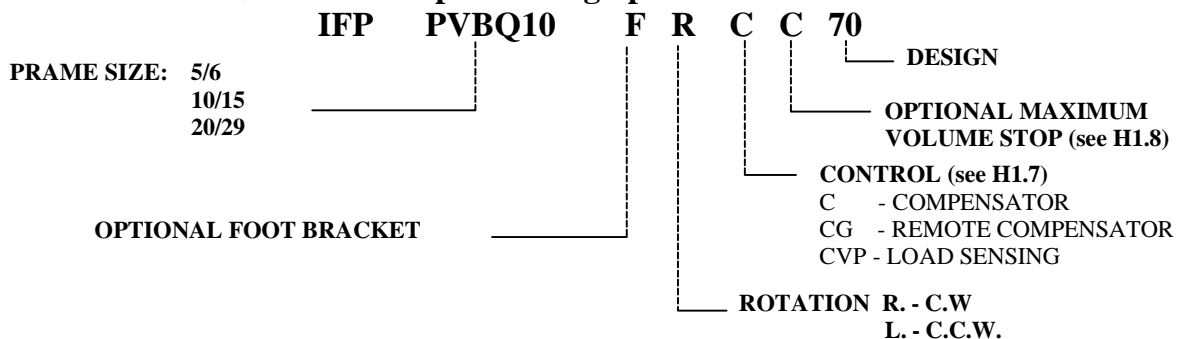 IFP PVBQ10 F R C C 70
DESIGN
PRAME SIZE: 5/6
10/15
20/29
OPTIONAL MAXIMUM
VOLUME STOP (see H1.8)
CONTROL (see H1.7)
C - COMPENSATOR
CG - REMOTE COMPENSATOR
CVP - LOAD SENSING
OPTIONAL FOOT BRACKET
ROTATION R. - C.W
L. - C.C.W.